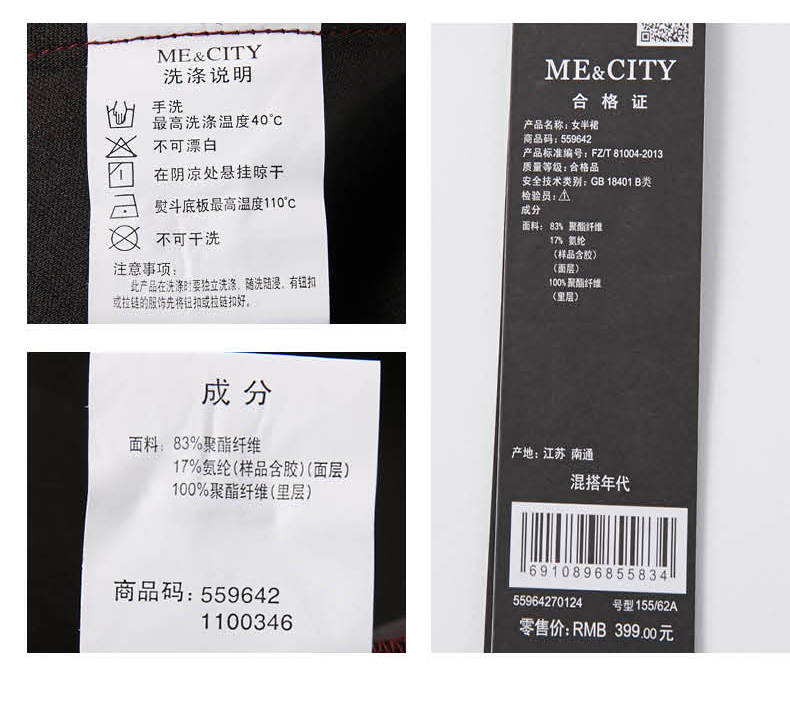 ME&CITY
洗涤说明
手洗
最高洗涤温度40℃
不可漂白
在阴凉处悬挂晾干
熨斗底板最高温度110℃
不可干洗
注意事项:
此产品在洗涤时要独立洗涤、随洗随浸、有钮扣
或拉链的服饰先将钮扣或拉链扣好。
成分
面料: 83%聚酯纤维
17%氨纶(样品含胶)(面层)
100%聚酯纤维(里层)
商品码: 559642
1100346
ME&CITY
合格证
产品名称: 女半裙
商品码: 559642
产品标准编号: FZ/T 81004-2013
质量等级: 合格品
安全技术类别: GB 18401 B类
检验员:
成分
面料: 83% 聚酯纤维
17% 氨纶
(样品含胶)
(面层)
100% 聚酯纤维
(里层)
产地: 江苏 南通
混搭年代
6910896855834
55964270124 号型155/62A
零售价: RMB 399.00元